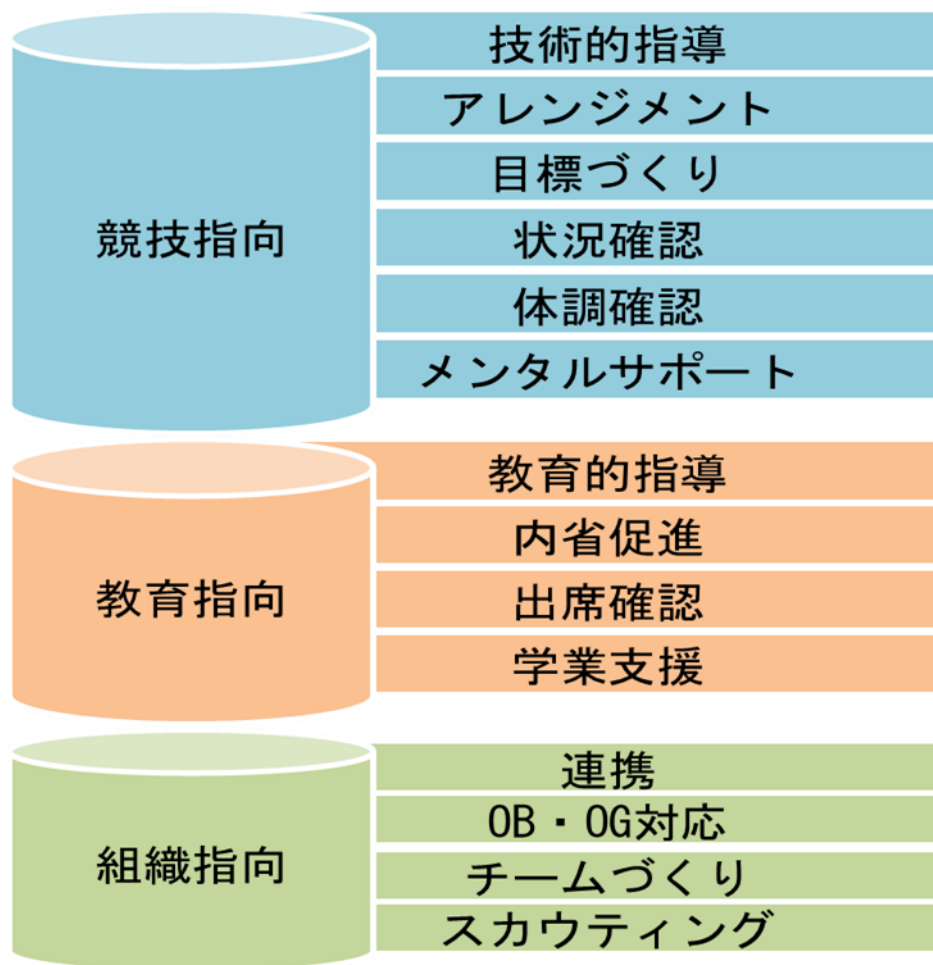 競技指向
技術的指導
アレンジメント
目標づくり
状況確認
体調確認
メンタルサポート
教育指向
教育的指導
内省促進
出席確認
学業支援
組織指向
連携
OB・OG対応
チームづくり
スカウティング